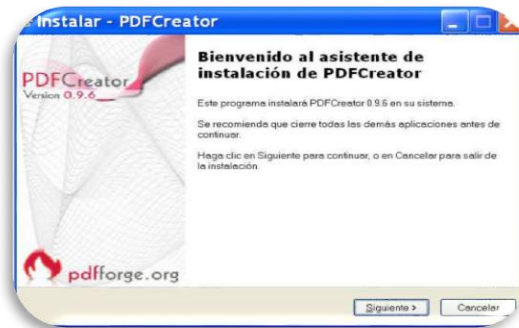 Instalar - PDFCreator
PDFCreator
Version 0.9.6
Bienvenido al asistente de
instalación de PDFCreator
Este programa instalará PDFCreator 0.9.6 en su sistema.
Se recomienda que cierre todas las demás aplicaciones antes de
continuar.
Haga clic en Siguiente para continuar, o en Cancelar para salir de
la instalación.
pdfforge.org
Siguiente >
Cancelar